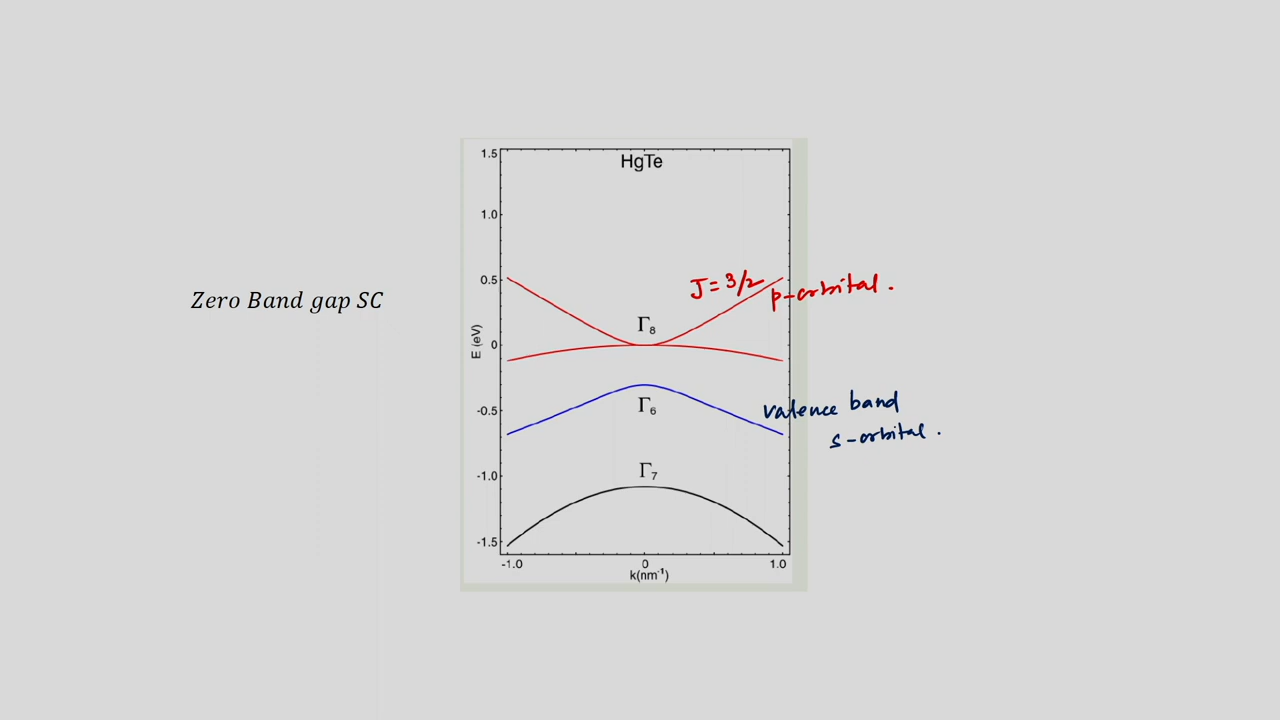 HgTe
1.5
1.0
0.5
0
-0.5
-1.0
-1.5
E (eV)
-1.0 0 1.0
k(nm⁻¹)
Γ₈
Γ₆
Γ₇
J = 3/2
p-orbital.
valence band
s-orbital.
Zero Band gap SC